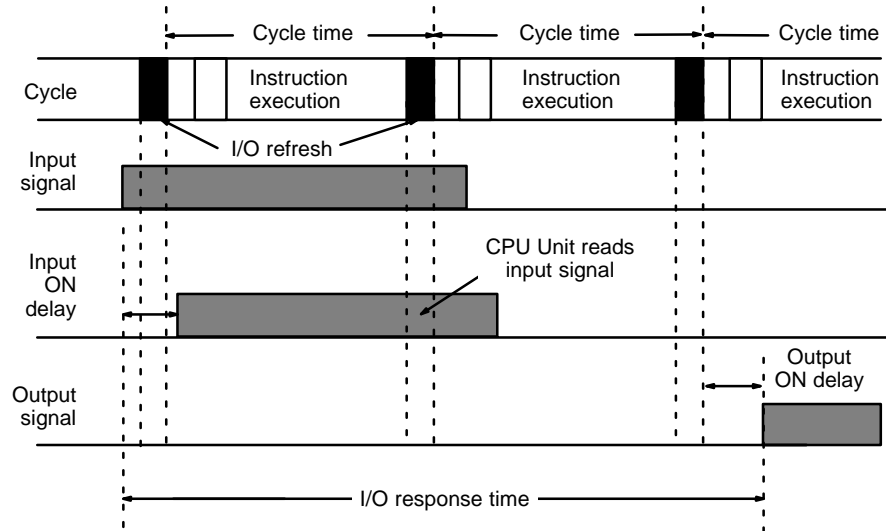 Cycle time
Cycle time
Cycle time
Cycle
Instruction
execution
Instruction
execution
Instruction
execution
I/O refresh
Input
signal
CPU Unit reads
input signal
Input
ON
delay
Output
ON delay
Output
signal
I/O response time